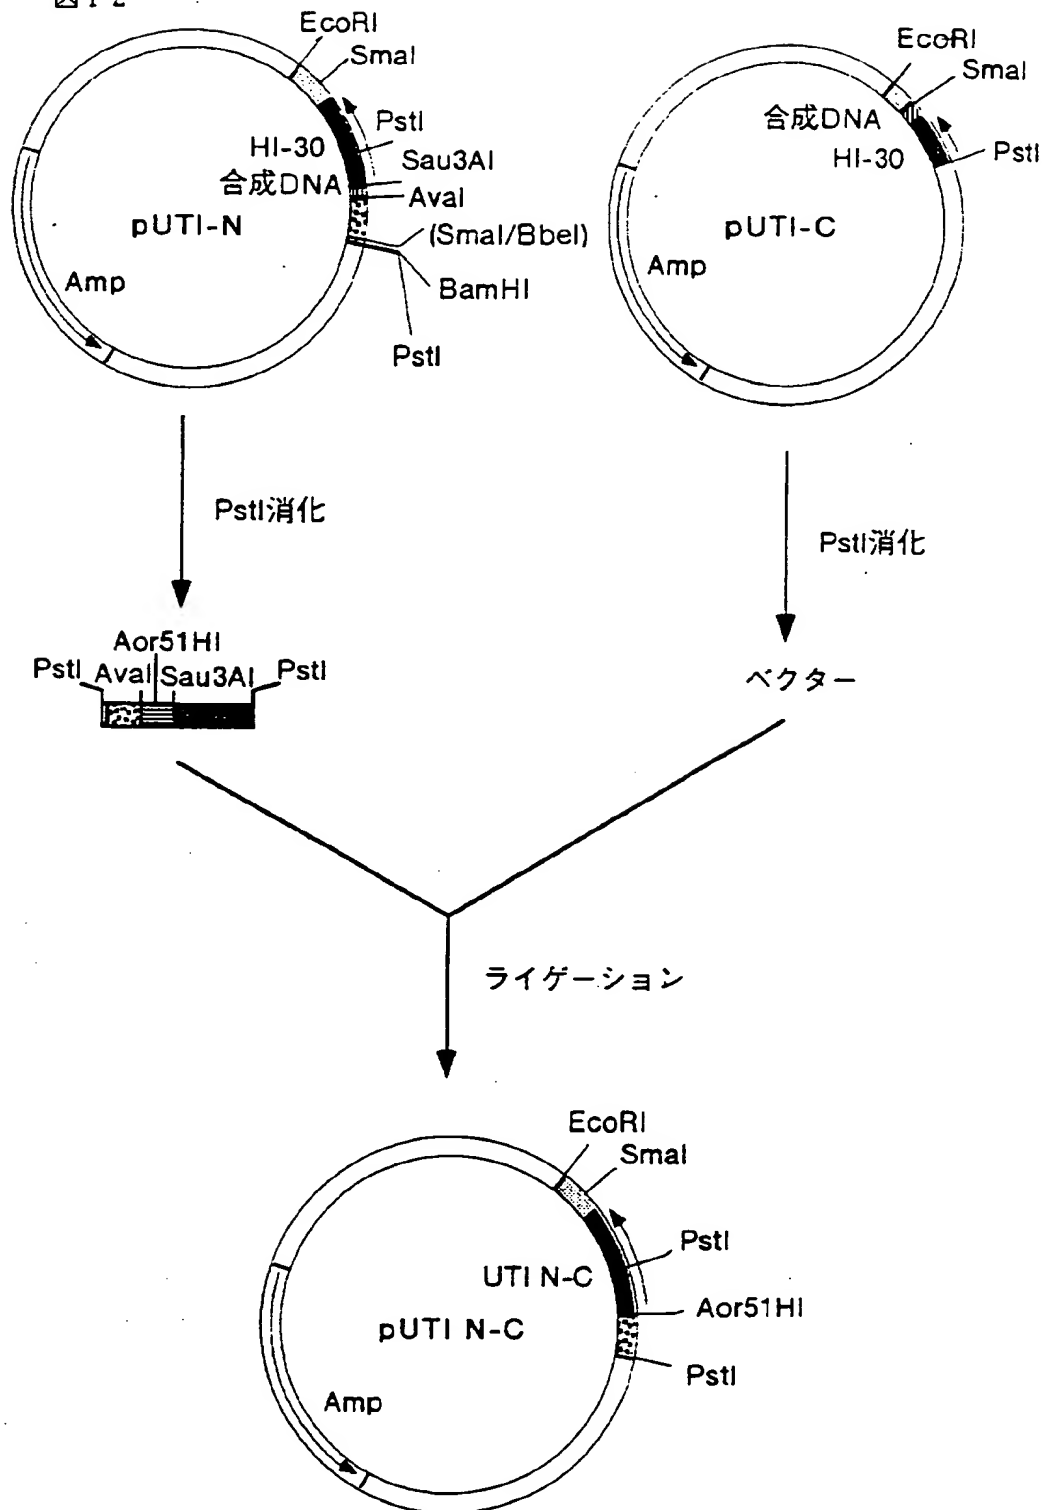 図12
EcoRI
SmaI
PstI
HI-30
Sau3AI
合成DNA
AvaI
pUTI-N
(SmaI/BbeI)
Amp
BamHI
PstI
EcoRI
SmaI
合成DNA
HI-30
PstI
pUTI-C
Amp
PstI消化
PstI消化
Aor51HI
PstI AvaI Sau3AI PstI
ベクター
ライゲーション
EcoRI
SmaI
PstI
UTI N-C
Aor51HI
pUTI N-C
PstI
Amp